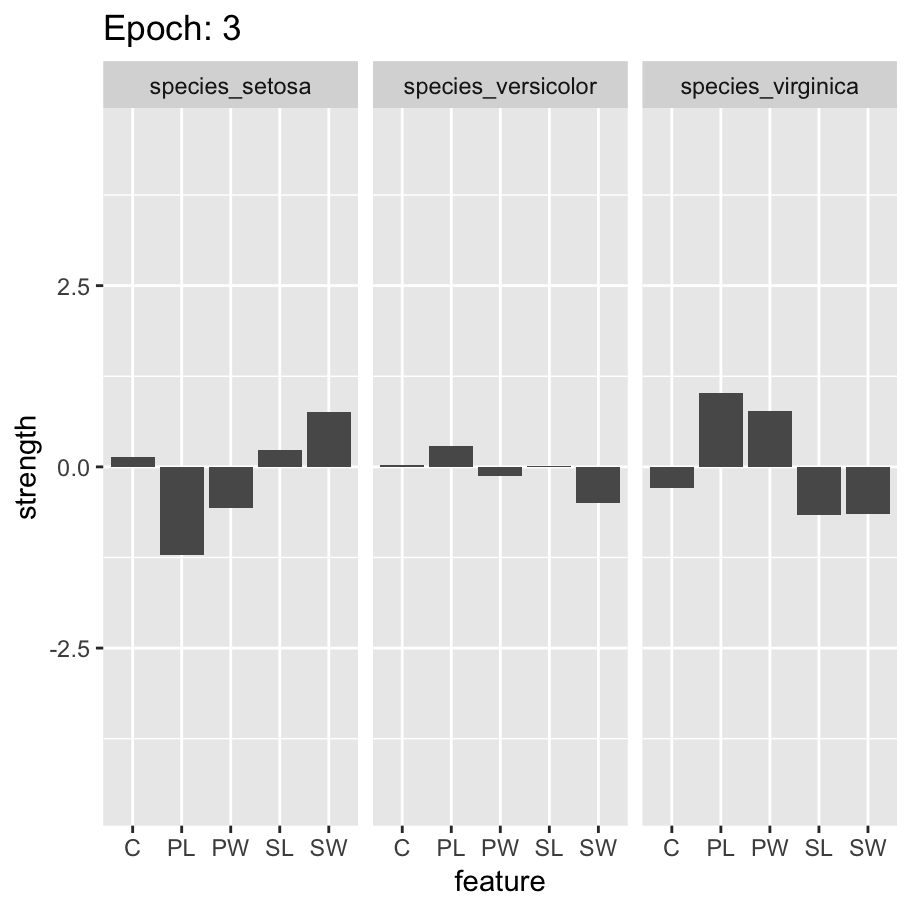 Epoch: 3
species_setosa species_versicolor species_virginica
2.5
0.0
-2.5
strength
C PL PW SL SW C PL PW SL SW C PL PW SL SW
feature